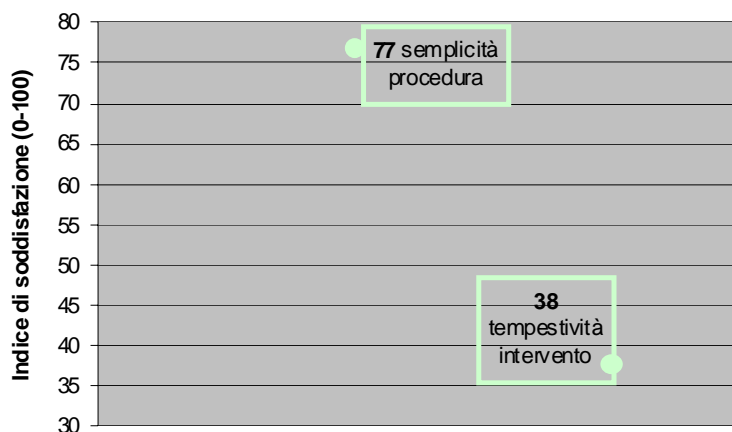 Indice di soddisfazione (0-100)
80
75
70
65
60
55
50
45
40
35
30
77 semplicità
procedura
38
tempestività
intervento